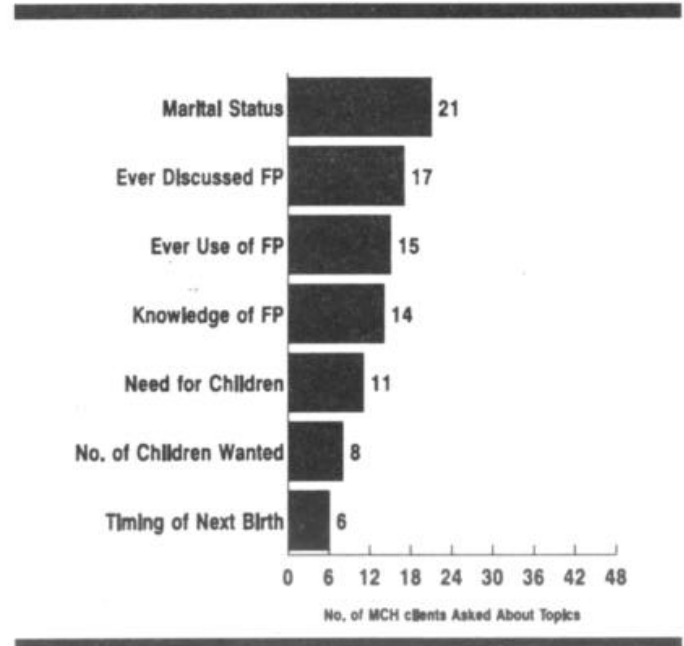 Marital Status 21
Ever Discussed FP 17
Ever Use of FP 15
Knowledge of FP 14
Need for Children 11
No. of Children Wanted 8
Timing of Next Birth 6
0 6 12 18 24 30 36 42 48
No. of MCH clients Asked About Topics